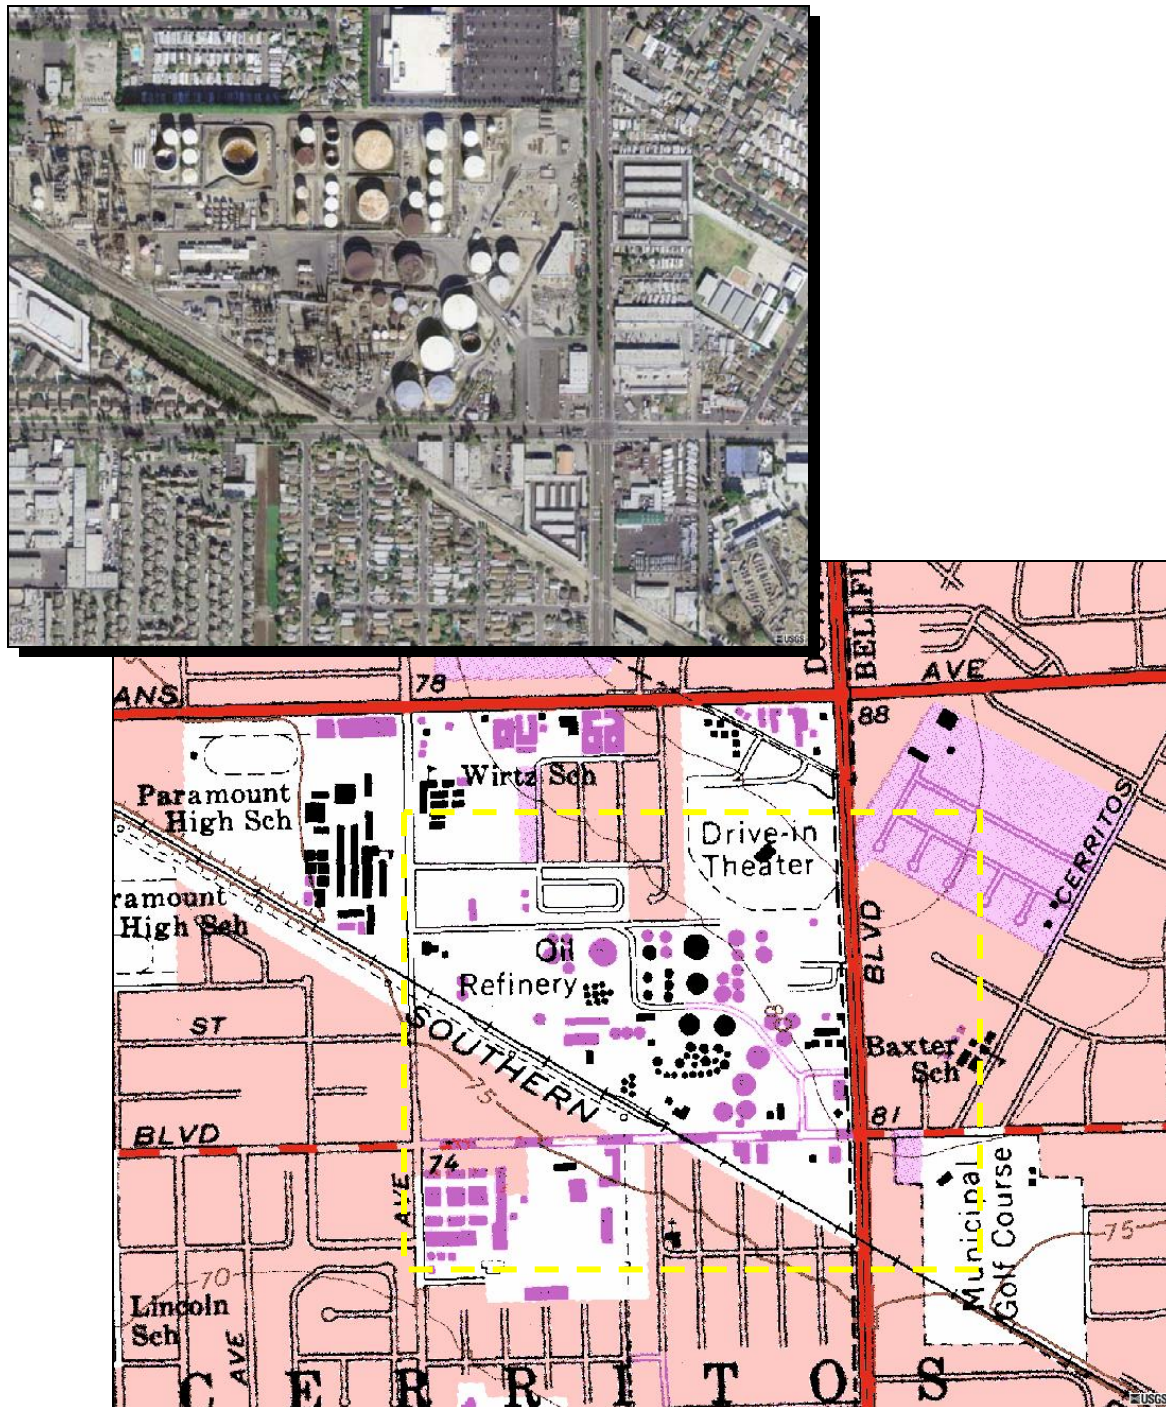 USGS
BELLFL
ANS
78
AVE
88
Wirtz Sch
Paramount
High Sch
Drive-in
Theater
CERRITOS
ramount
High Sch
BLVD
Oil
Refinery
ST
SOUTHERN
Baxter
Sch
75
BLVD
81
74
AVE
Municipal
Golf Course
75
70
Lincoln
Sch
AVE
C E R R I T O S
USGS